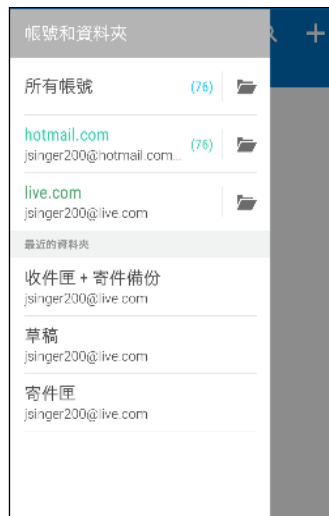 帳號和資料夾
所有帳號 (76)
hotmail.com (76)
jsinger200@hotmail.com...
live.com
jsinger200@live.com
最近的資料夾
收件匣 + 寄件備份
jsinger200@live.com
草稿
jsinger200@live.com
寄件匣
jsinger200@live.com